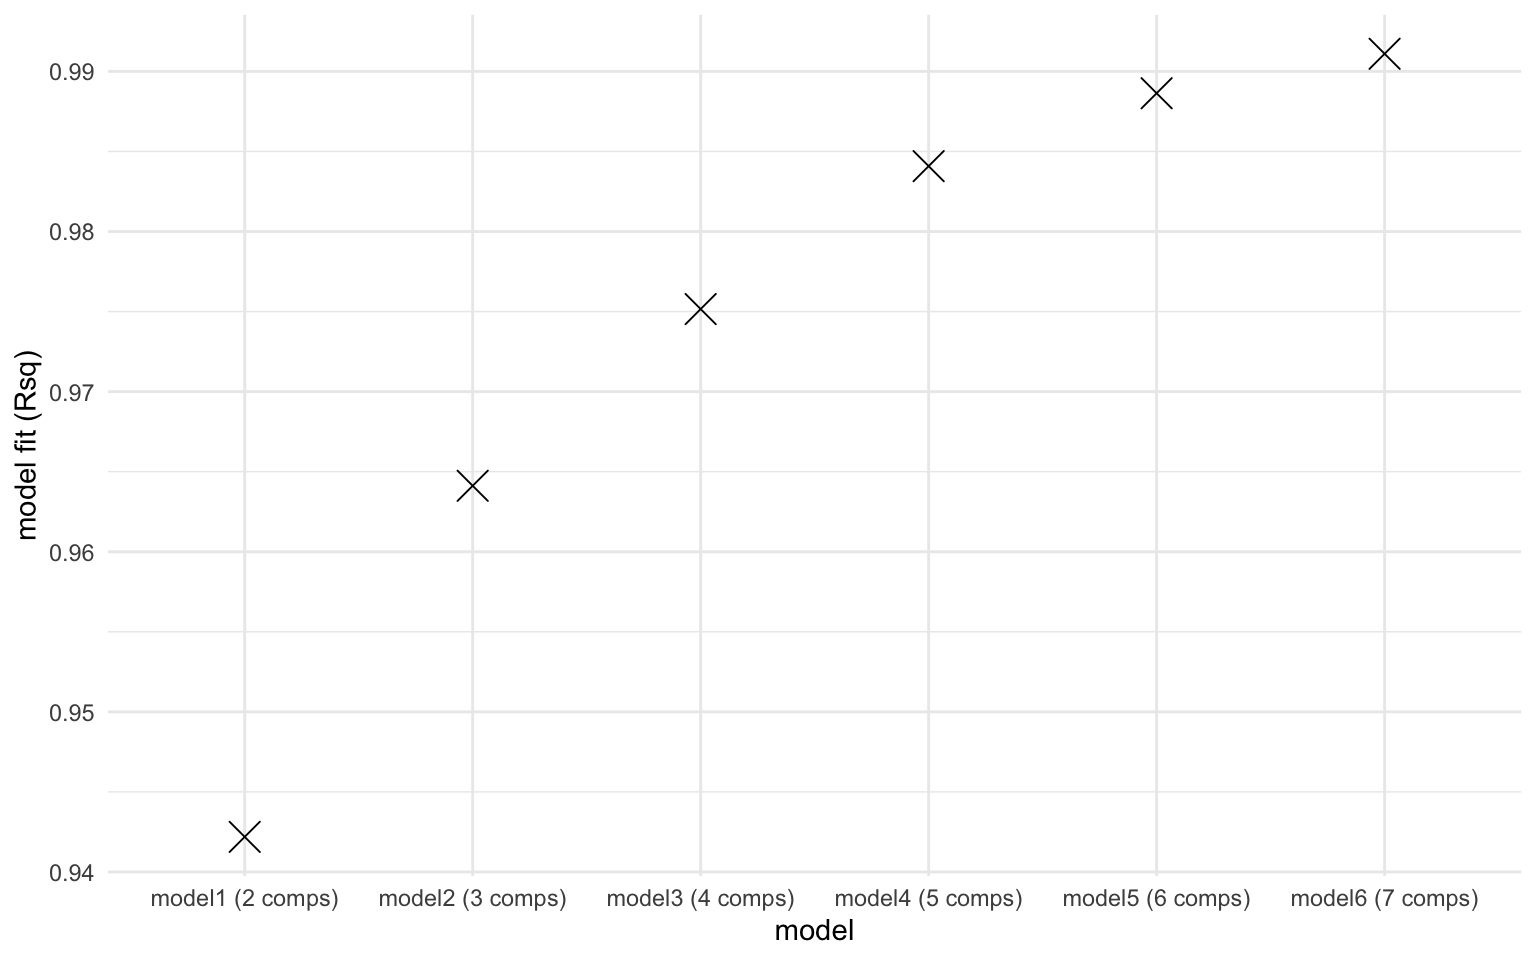 0.99
0.98
0.97
0.96
0.95
0.94
model fit (Rsq)
model1 (2 comps) model2 (3 comps) model3 (4 comps) model4 (5 comps) model5 (6 comps) model6 (7 comps)
model